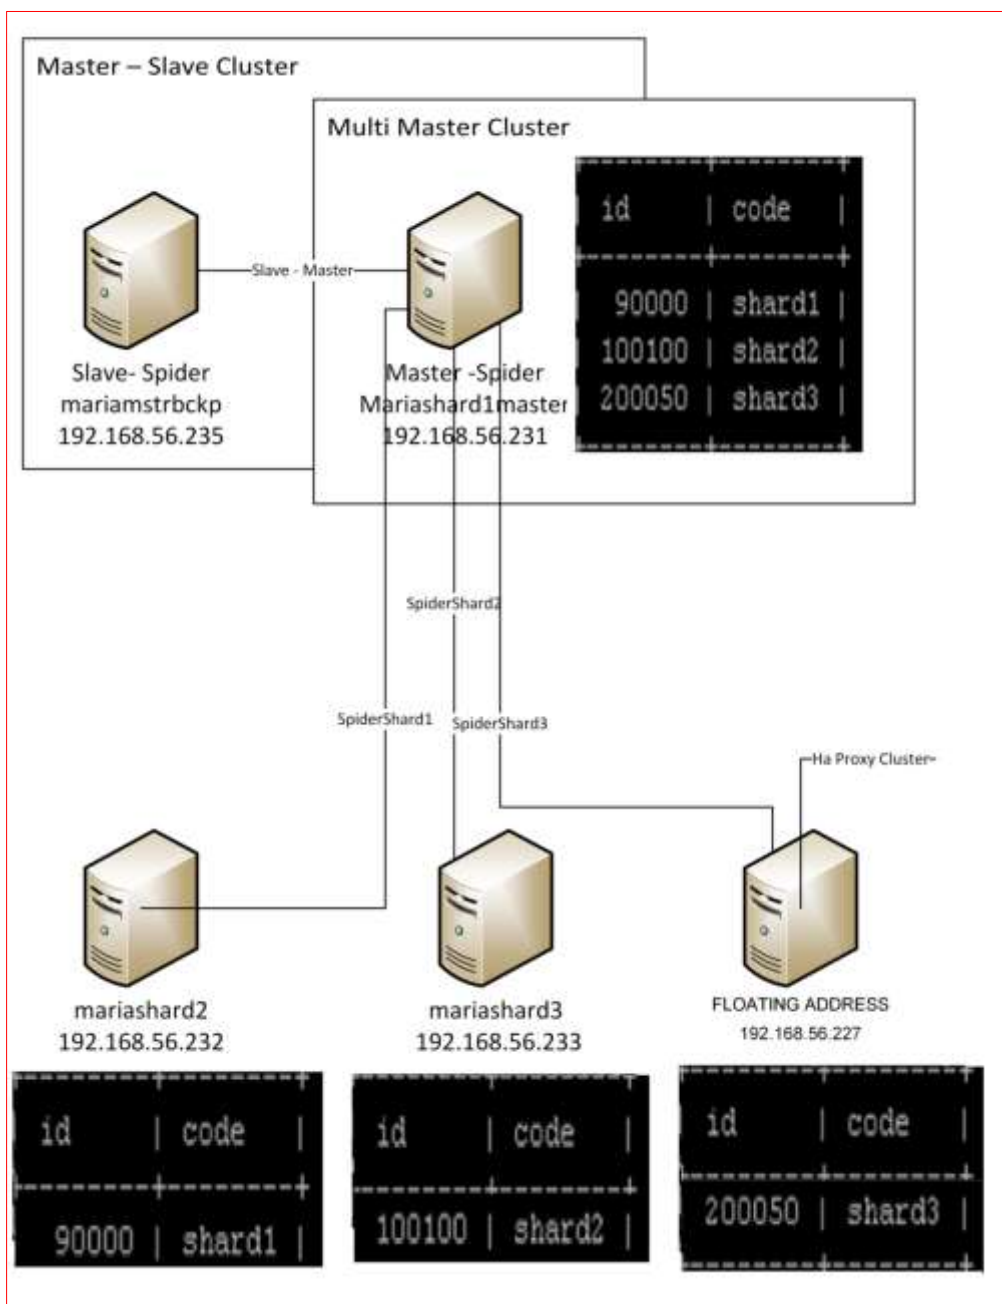 Master – Slave Cluster
Multi Master Cluster
id | code |
90000 | shard1 |
100100 | shard2 |
200050 | shard3 |
Slave - Master
Slave- Spider
mariamstrbckp
192.168.56.235
Master -Spider
Mariashard1master
192.168.56.231
SpiderShard2
SpiderShard1
SpiderShard3
Ha Proxy Cluster
mariashard2
192.168.56.232
mariashard3
192.168.56.233
FLOATING ADDRESS
192.168.56.227
id | code |
90000 | shard1 |
id | code |
100100 | shard2 |
id | code |
200050 | shard3 |